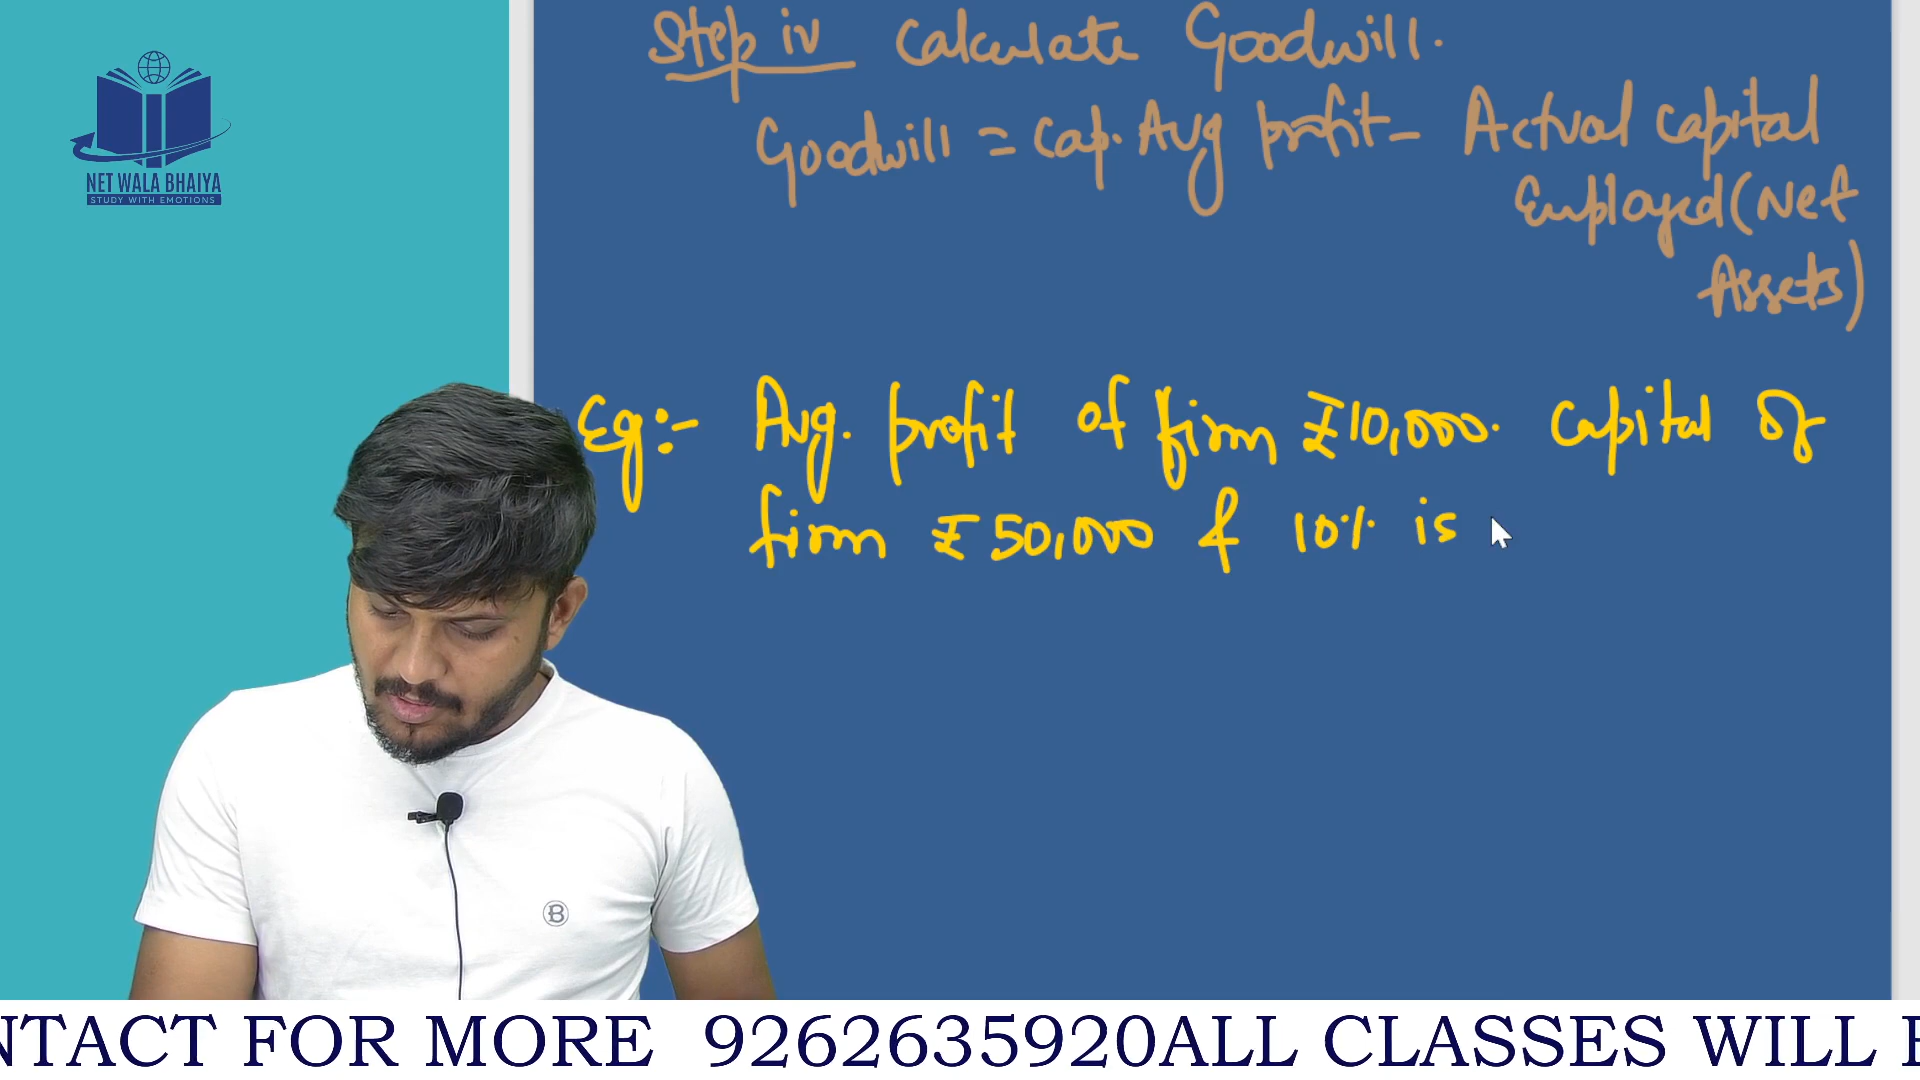 Step iv Calculate Goodwill.
Goodwill = Cap. Avg profit - Actual capital
Employed (Net
Assets)
Eg:- Avg. profit of firm ₹10,000. Capital of
firm ₹50,000 & 10% is
NET WALA BHAIYA
STUDY WITH EMOTIONS
B
NTACT FOR MORE 9262635920ALL CLASSES WILL